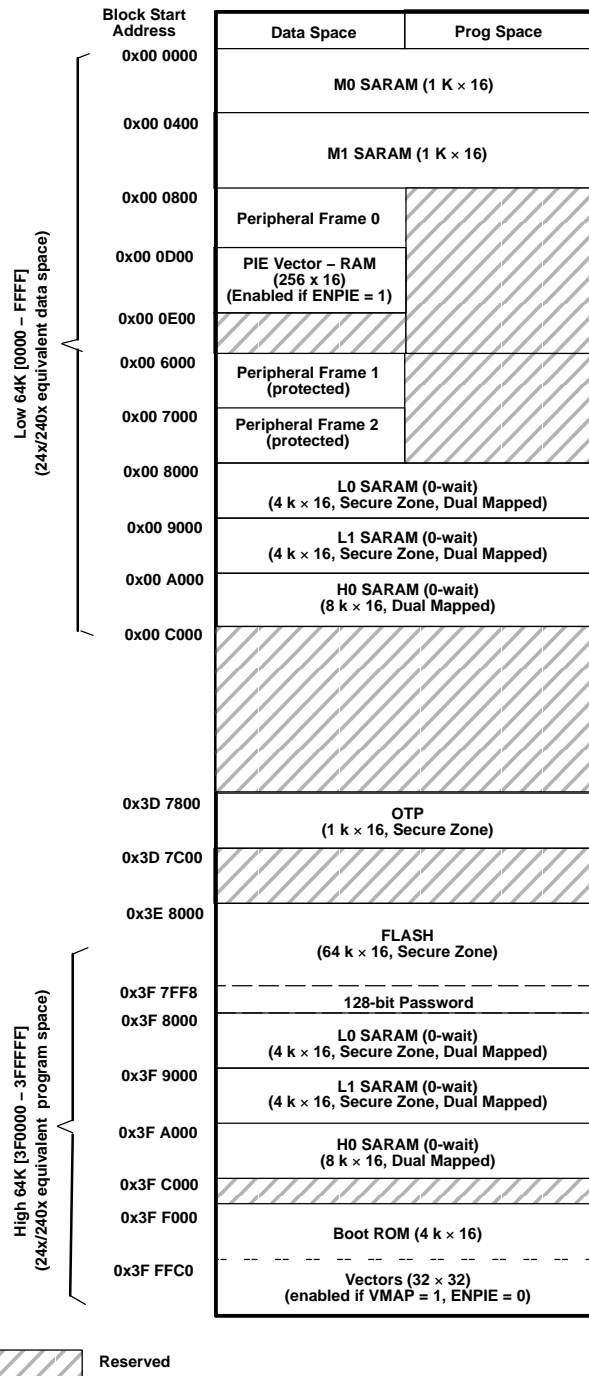 Block Start
Address
Data Space
Prog Space
0x00 0000
M0 SARAM (1 K × 16)
0x00 0400
M1 SARAM (1 K × 16)
0x00 0800
Peripheral Frame 0
0x00 0D00
PIE Vector – RAM
(256 x 16)
(Enabled if ENPIE = 1)
0x00 0E00
0x00 6000
Peripheral Frame 1
(protected)
0x00 7000
Peripheral Frame 2
(protected)
0x00 8000
L0 SARAM (0-wait)
(4 k × 16, Secure Zone, Dual Mapped)
0x00 9000
L1 SARAM (0-wait)
(4 k × 16, Secure Zone, Dual Mapped)
0x00 A000
H0 SARAM (0-wait)
(8 k × 16, Dual Mapped)
0x00 C000
Low 64K [0000 – FFFF]
(24x/240x equivalent data space)
0x3D 7800
OTP
(1 k × 16, Secure Zone)
0x3D 7C00
0x3E 8000
FLASH
(64 k × 16, Secure Zone)
0x3F 7FF8
128-bit Password
0x3F 8000
L0 SARAM (0-wait)
(4 k × 16, Secure Zone, Dual Mapped)
0x3F 9000
L1 SARAM (0-wait)
(4 k × 16, Secure Zone, Dual Mapped)
0x3F A000
H0 SARAM (0-wait)
(8 k × 16, Dual Mapped)
0x3F C000
0x3F F000
Boot ROM (4 k × 16)
0x3F FFC0
Vectors (32 × 32)
(enabled if VMAP = 1, ENPIE = 0)
High 64K [3F0000 – 3FFFFF]
(24x/240x equivalent program space)
Reserved